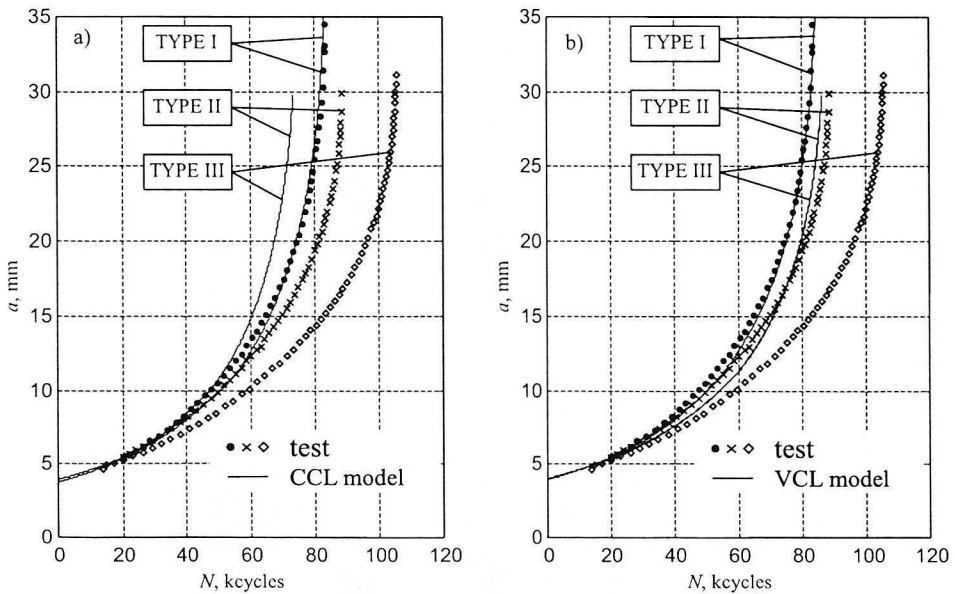 a)
TYPE I
TYPE II
TYPE III
35
30
25
20
15
10
5
0
a, mm
0 20 40 60 80 100 120
N, kcycles
test
CCL model
b)
TYPE I
TYPE II
TYPE III
35
30
25
20
15
10
5
0
a, mm
0 20 40 60 80 100 120
N, kcycles
test
VCL model